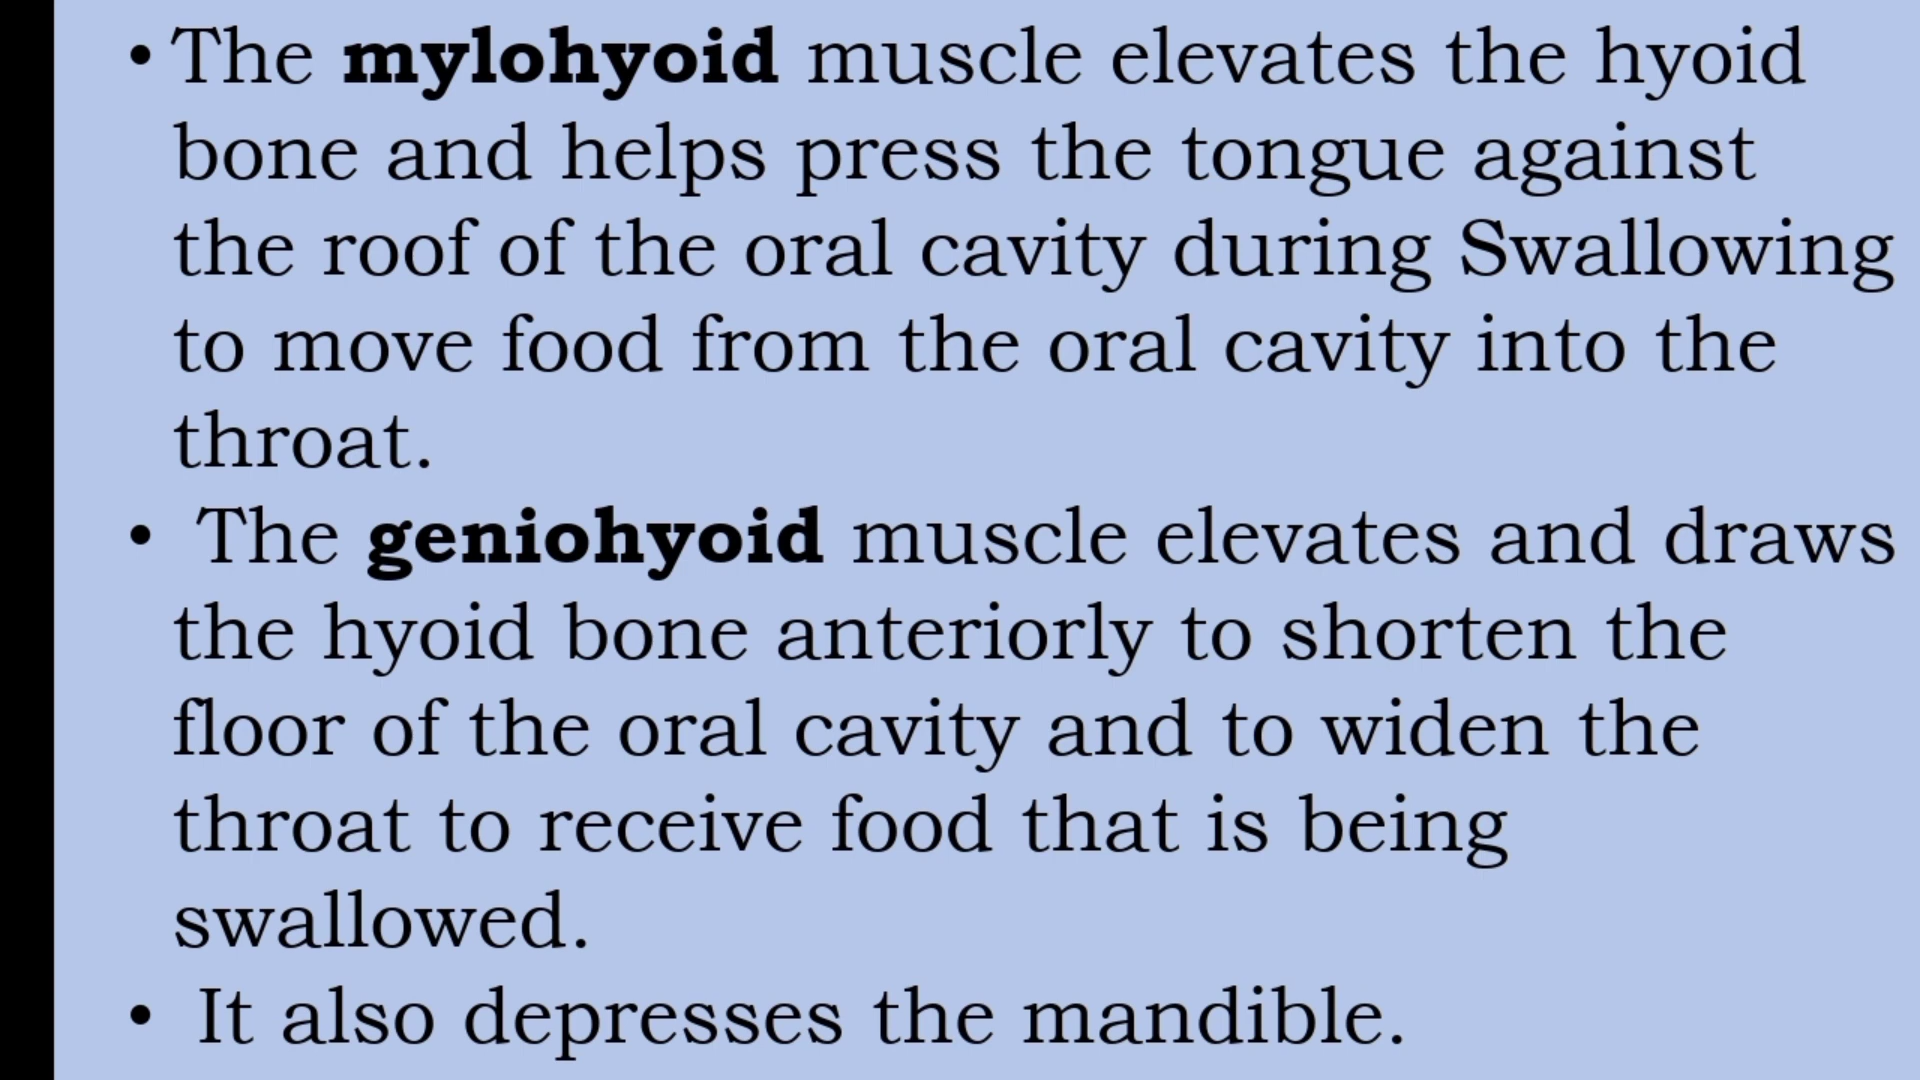 • The mylohyoid muscle elevates the hyoid
bone and helps press the tongue against
the roof of the oral cavity during Swallowing
to move food from the oral cavity into the
throat.
• The geniohyoid muscle elevates and draws
the hyoid bone anteriorly to shorten the
floor of the oral cavity and to widen the
throat to receive food that is being
swallowed.
• It also depresses the mandible.